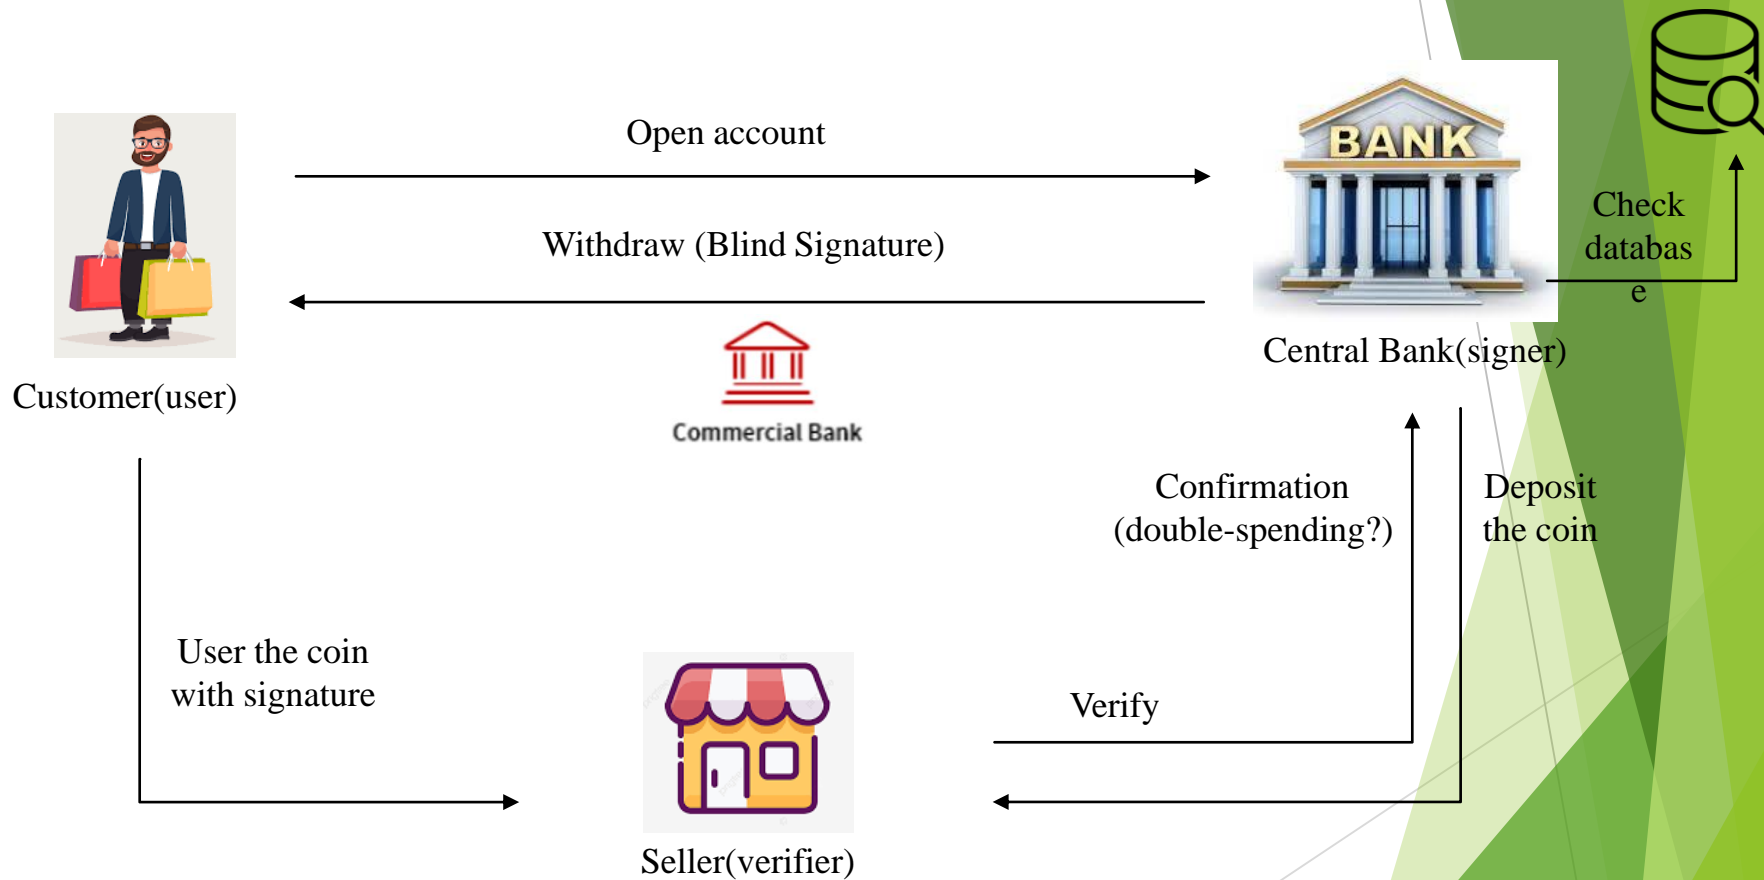 Open account
BANK
Check
databas
e
Withdraw (Blind Signature)
Central Bank(signer)
Customer(user)
Commercial Bank
Confirmation
(double-spending?)
Deposit
the coin
User the coin
with signature
Verify
Seller(verifier)